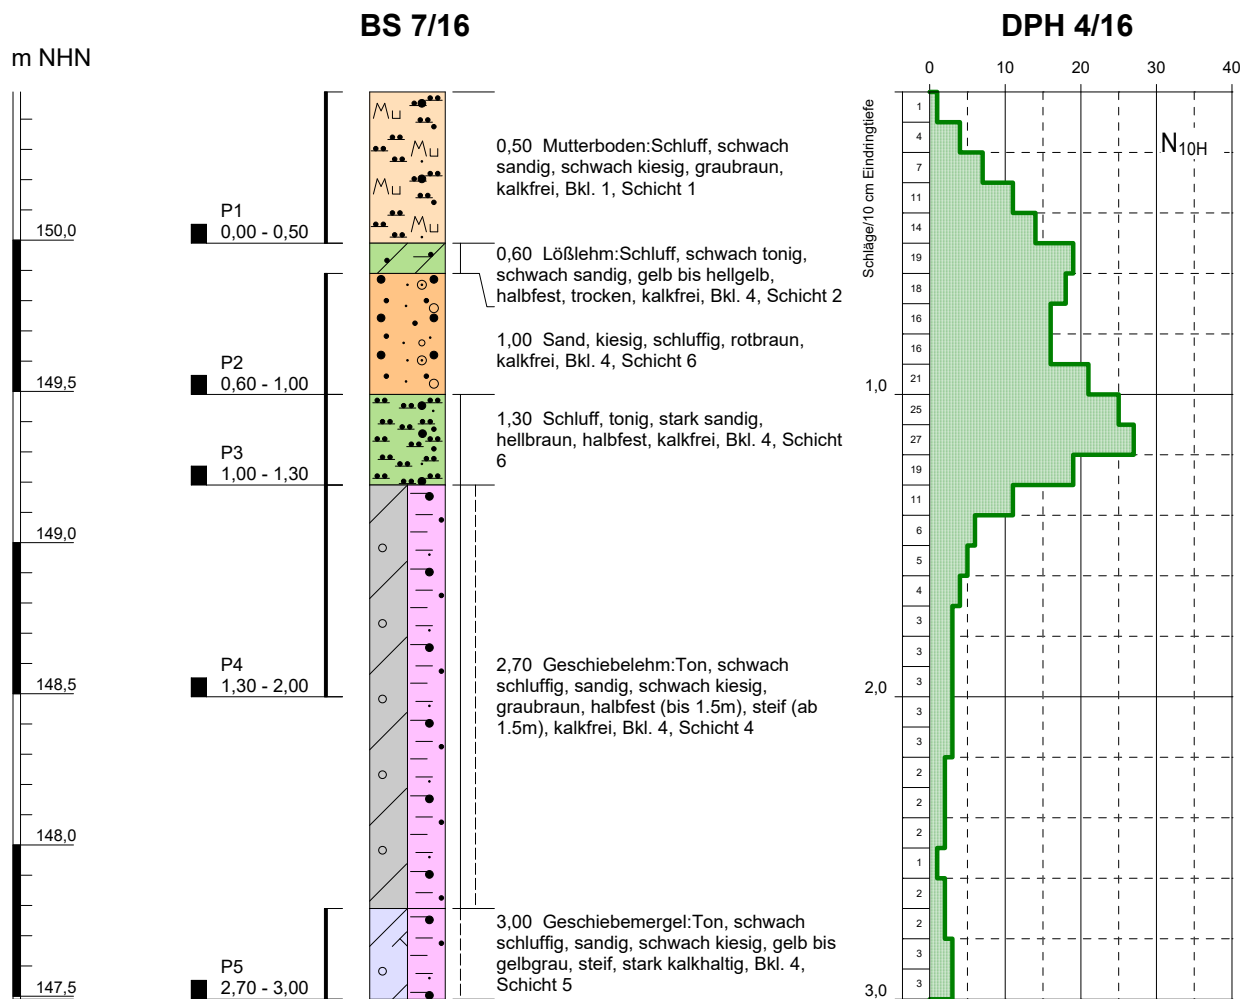 BS 7/16
DPH 4/16
m NHN
0 10 20 30 40
N10H
Schläge/10 cm Eindringtiefe
150,0
149,5
149,0
148,5
148,0
147,5
P1
0,00 - 0,50
P2
0,60 - 1,00
P3
1,00 - 1,30
P4
1,30 - 2,00
P5
2,70 - 3,00
0,50 Mutterboden:Schluff, schwach
sandig, schwach kiesig, graubraun,
kalkfrei, Bkl. 1, Schicht 1
0,60 Lößlehm:Schluff, schwach tonig,
schwach sandig, gelb bis hellgelb,
halbfest, trocken, kalkfrei, Bkl. 4, Schicht 2
1,00 Sand, kiesig, schluffig, rotbraun,
kalkfrei, Bkl. 4, Schicht 6
1,30 Schluff, tonig, stark sandig,
hellbraun, halbfest, kalkfrei, Bkl. 4, Schicht
6
2,70 Geschiebelehm:Ton, schwach
schluffig, sandig, schwach kiesig,
graubraun, halbfest (bis 1.5m), steif (ab
1.5m), kalkfrei, Bkl. 4, Schicht 4
3,00 Geschiebemergel:Ton, schwach
schluffig, sandig, schwach kiesig, gelb bis
gelbgrau, steif, stark kalkhaltig, Bkl. 4,
Schicht 5
1,0
2,0
3,0
1
4
7
11
14
19
18
16
16
21
25
27
19
11
6
5
4
3
3
3
3
3
2
2
2
1
2
2
3
3